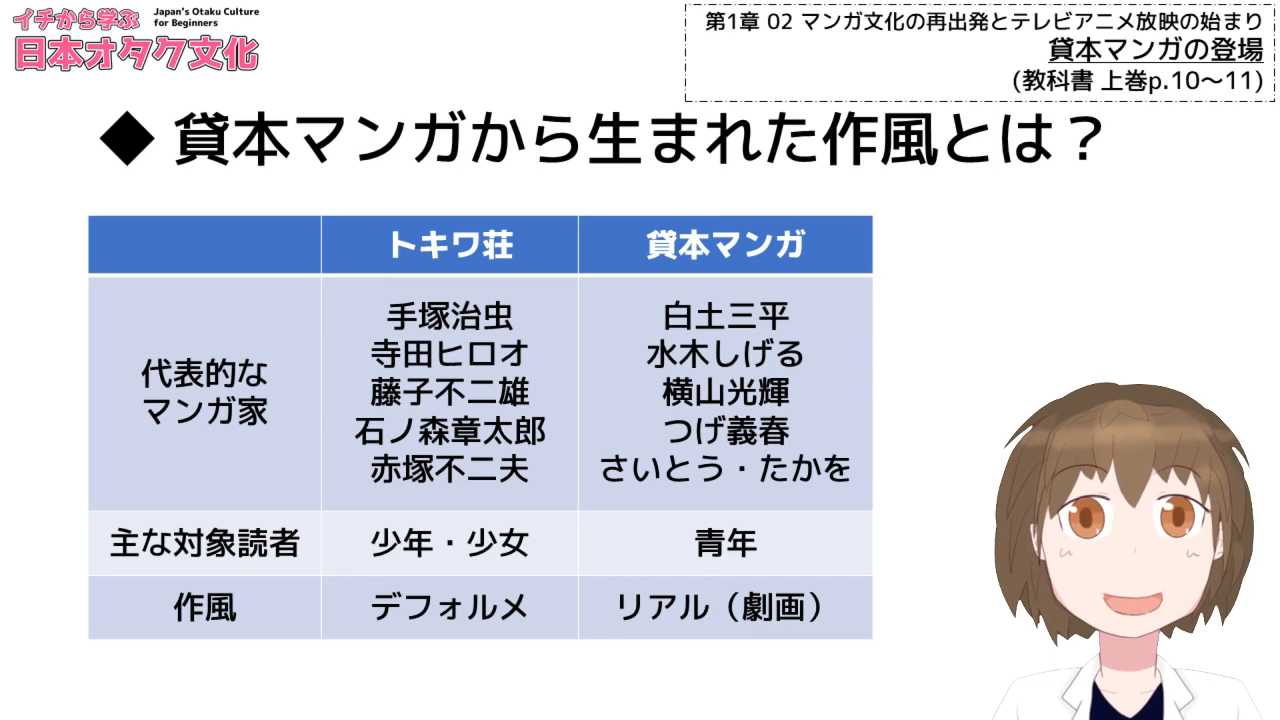 イチから学ぶ
Japan's Otaku Culture
for Beginners
日本オタク文化
第1章 02 マンガ文化の再出発とテレビアニメ放映の始まり
貸本マンガの登場
(教科書 上巻p.10〜11)
◆ 貸本マンガから生まれた作風とは？
トキワ荘
貸本マンガ
代表的な
マンガ家
手塚治虫
寺田ヒロオ
藤子不二雄
石ノ森章太郎
赤塚不二夫
白土三平
水木しげる
横山光輝
つげ義春
さいとう・たかを
主な対象読者
少年・少女
青年
作風
デフォルメ
リアル（劇画）